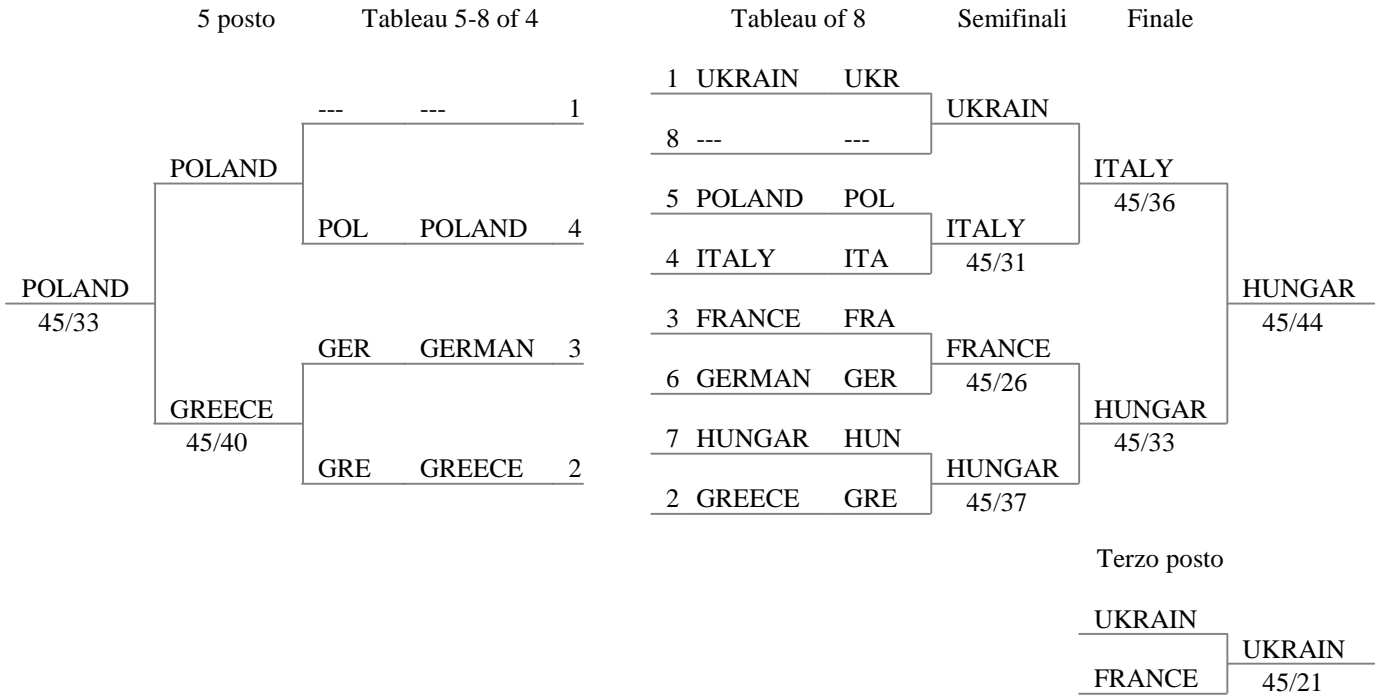 5 posto Tableau 5-8 of 4 Tableau of 8 Semifinali Finale
1 UKRAIN UKR
--- --- 1 UKRAIN
8 --- ---
POLAND ITALY
5 POLAND POL 45/36
POL POLAND 4 ITALY
4 ITALY ITA 45/31
POLAND HUNGAR
45/33 3 FRANCE FRA 45/44
GER GERMAN 3 FRANCE
6 GERMAN GER 45/26
GREECE HUNGAR
45/40 7 HUNGAR HUN 45/33
GRE GREECE 2 HUNGAR
2 GREECE GRE 45/37
Terzo posto
UKRAIN
UKRAIN
FRANCE 45/21